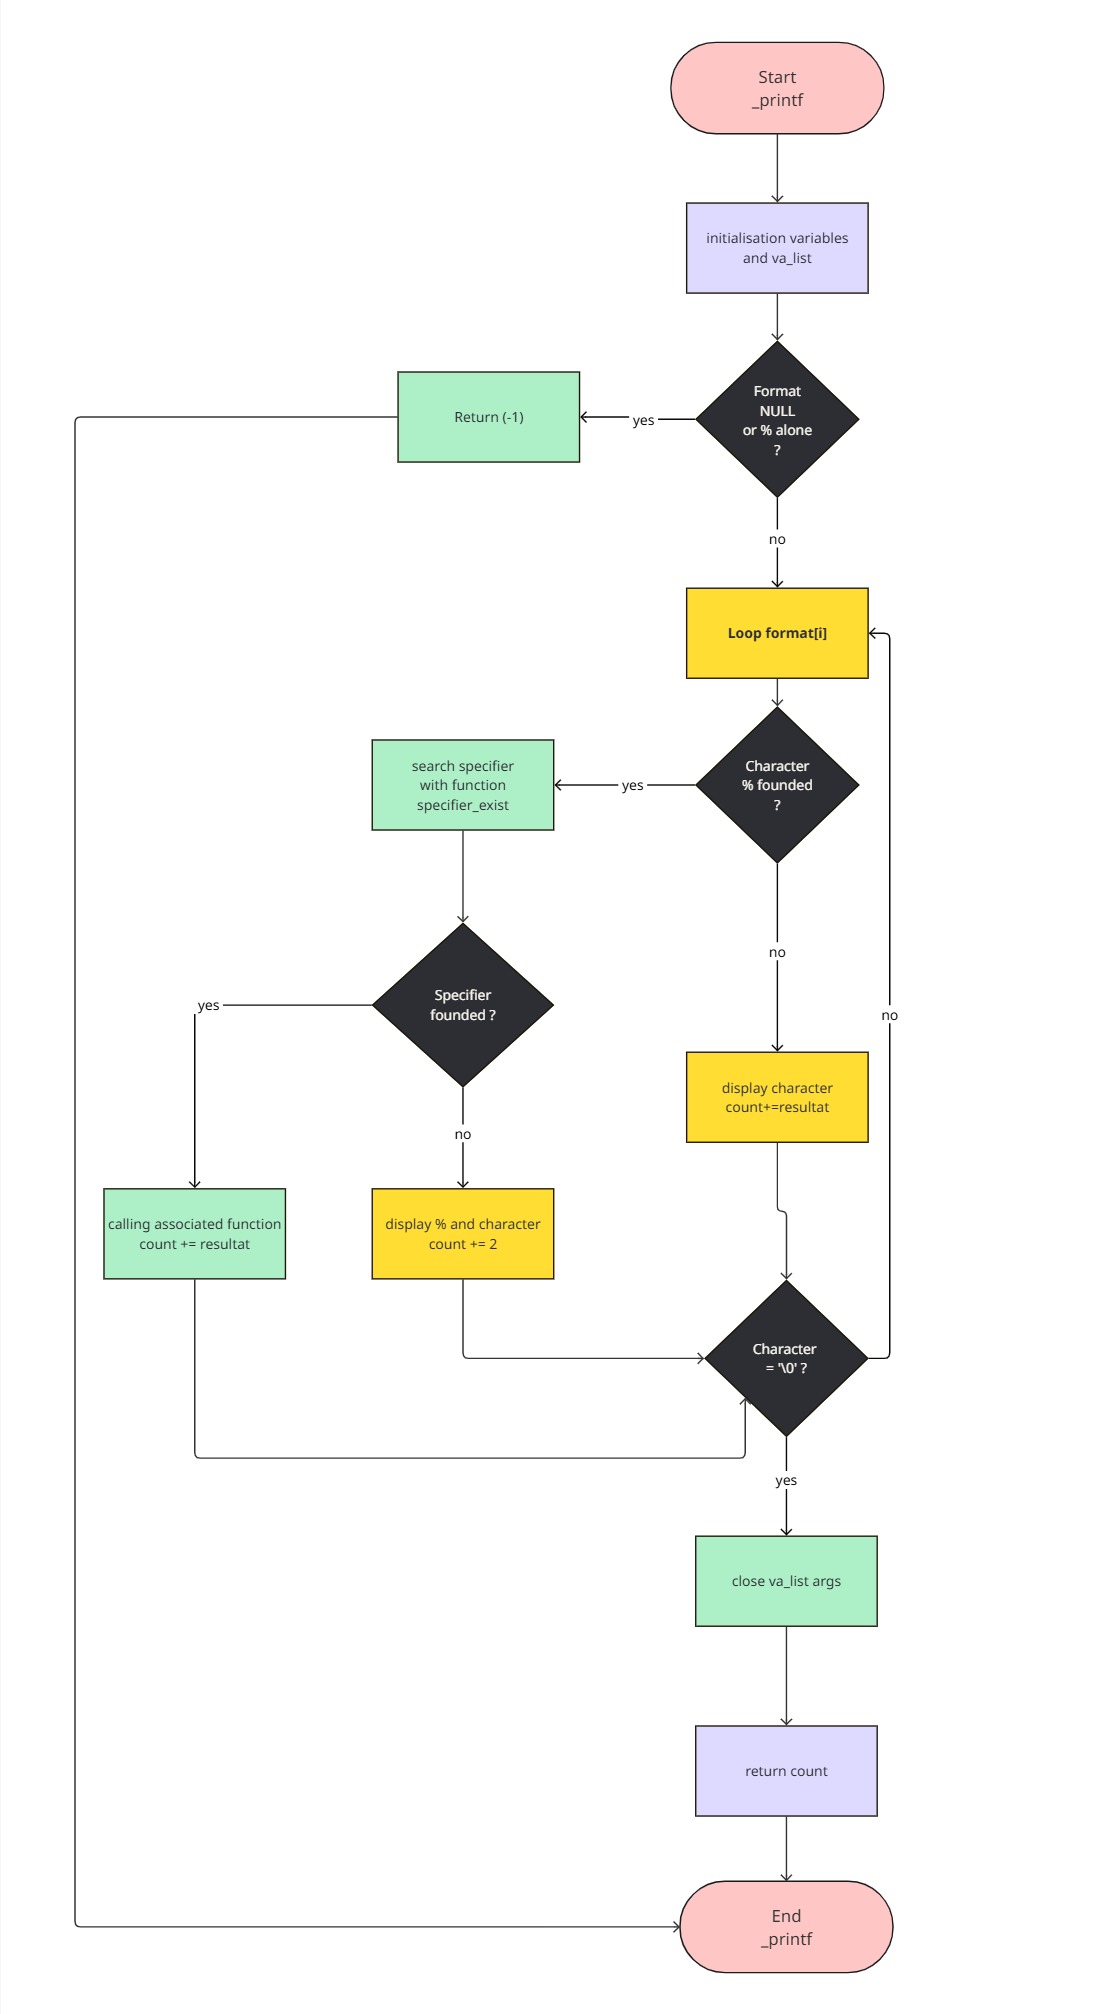 Start
_printf
initialisation variables
and va_list
Format
NULL
or % alone
?
yes
Return (-1)
no
Loop format[i]
Character
% founded
?
yes
search specifier
with function
specifier_exist
no
Specifier
founded ?
yes
no
no
display character
count+=resultat
calling associated function
count += resultat
display % and character
count += 2
Character
= '\0' ?
yes
close va_list args
return count
End
_printf